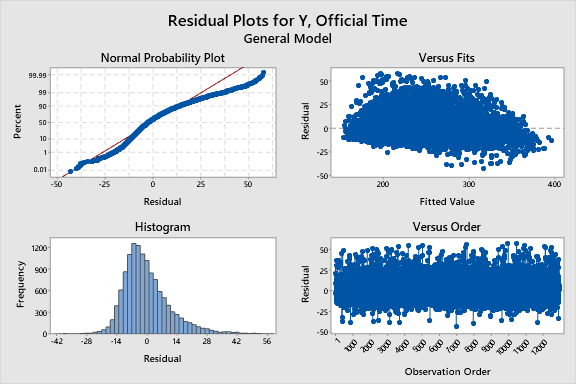 Residual Plots for Y, Official Time
General Model
Normal Probability Plot
Versus Fits
99.99
99
90
50
10
1
0.01
Percent
-50 -25 0 25 50
Residual
50
25
0
-25
-50
Residual
200 300 400
Fitted Value
Histogram
Versus Order
1200
900
600
300
0
Frequency
-42 -28 -14 0 14 28 42 56
Residual
50
25
0
-25
-50
Residual
1 1000 2000 3000 4000 5000 6000 7000 8000 9000 10000 11000 12000
Observation Order